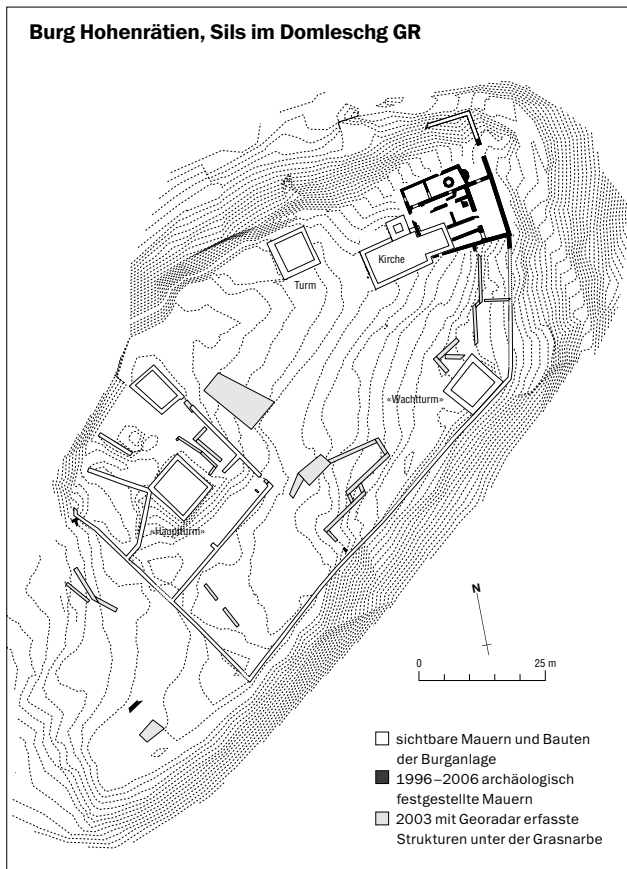 Burg Hohenrätien, Sils im Domleschg GR
Kirche
Turm
«Wachtturm»
«Hauptturm»
N
0 25 m
sichtbare Mauern und Bauten
der Burganlage
1996–2006 archäologisch
festgestellte Mauern
2003 mit Georadar erfasste
Strukturen unter der Grasnarbe